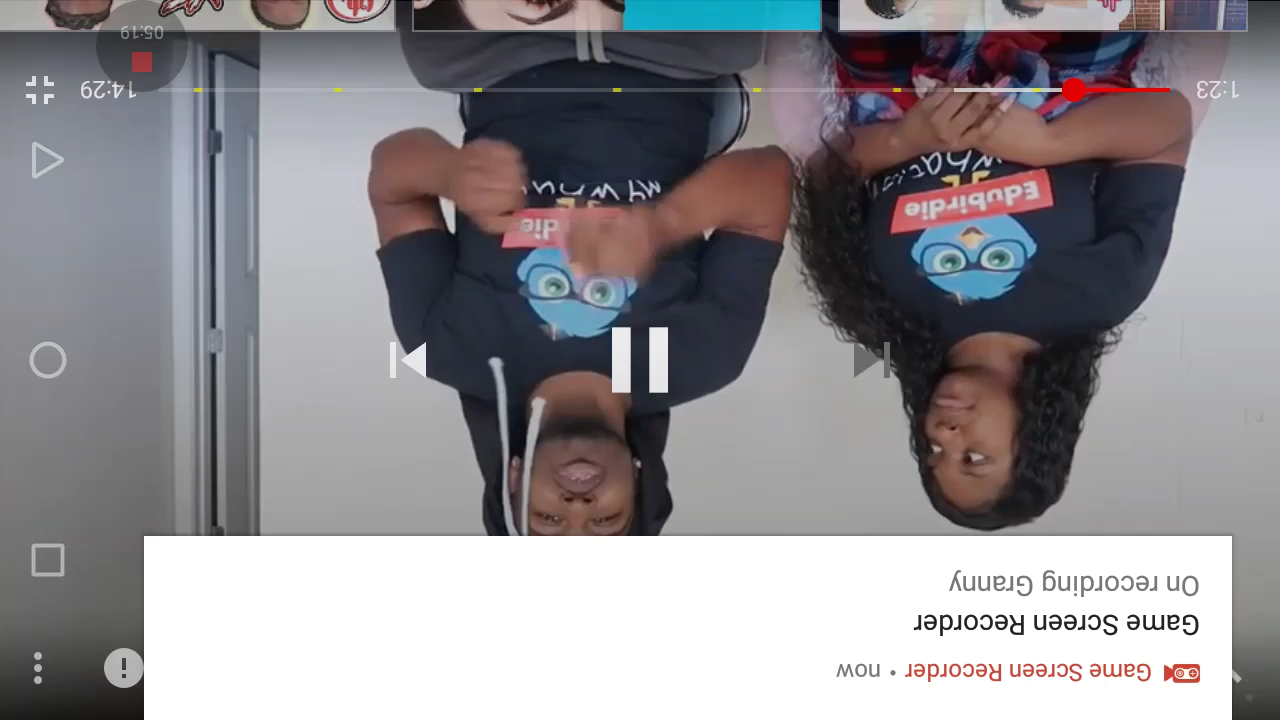 Game Screen Recorder • now
Game Screen Recorder
On recording Granny
Edubirdie
Edubirdie
1:23
14:29
05:19